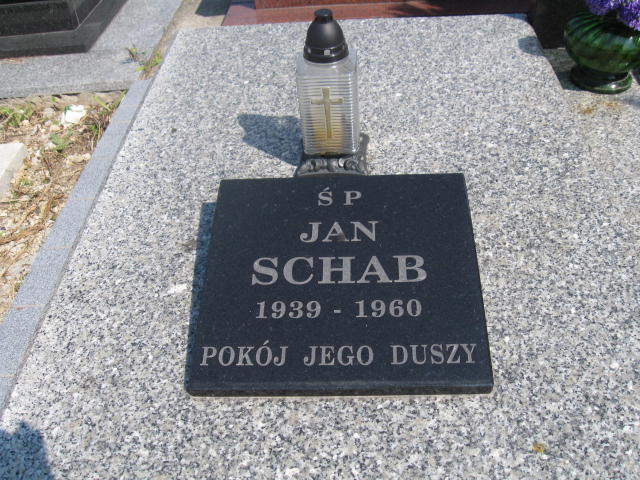 Ś P
JAN
SCHAB
1939 - 1960
POKÓJ JEGO DUSZY